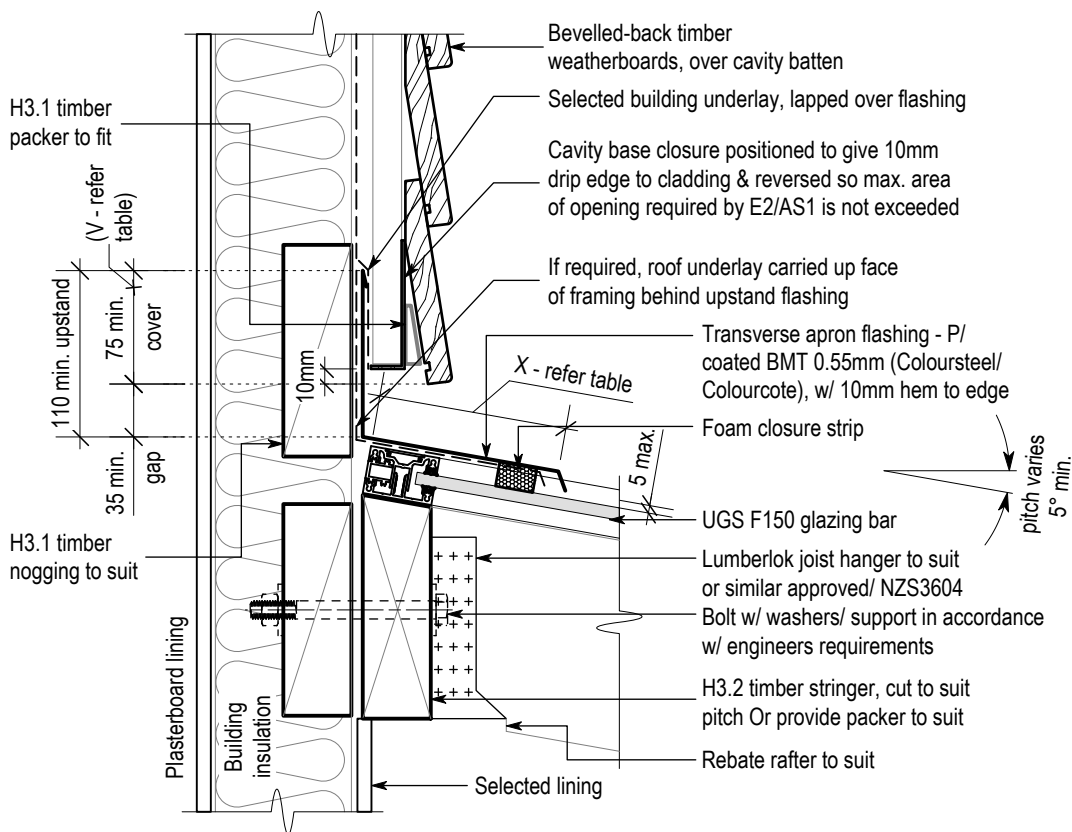 Bevelled-back timber
weatherboards, over cavity batten
Selected building underlay, lapped over flashing
Cavity base closure positioned to give 10mm
drip edge to cladding & reversed so max. area
of opening required by E2/AS1 is not exceeded
If required, roof underlay carried up face
of framing behind upstand flashing
Transverse apron flashing - P/
coated BMT 0.55mm (Coloursteel/
Colourcote), w/ 10mm hem to edge
Foam closure strip
UGS F150 glazing bar
Lumberlok joist hanger to suit
or similar approved/ NZS3604
Bolt w/ washers/ support in accordance
w/ engineers requirements
H3.2 timber stringer, cut to suit
pitch Or provide packer to suit
Rebate rafter to suit
Selected lining
H3.1 timber
packer to fit
(V - refer
table)
110 min. upstand
75 min.
cover
35 min.
gap
10mm
X - refer table
5 max.
pitch varies
5° min.
H3.1 timber
nogging to suit
Plasterboard lining
Building
insulation